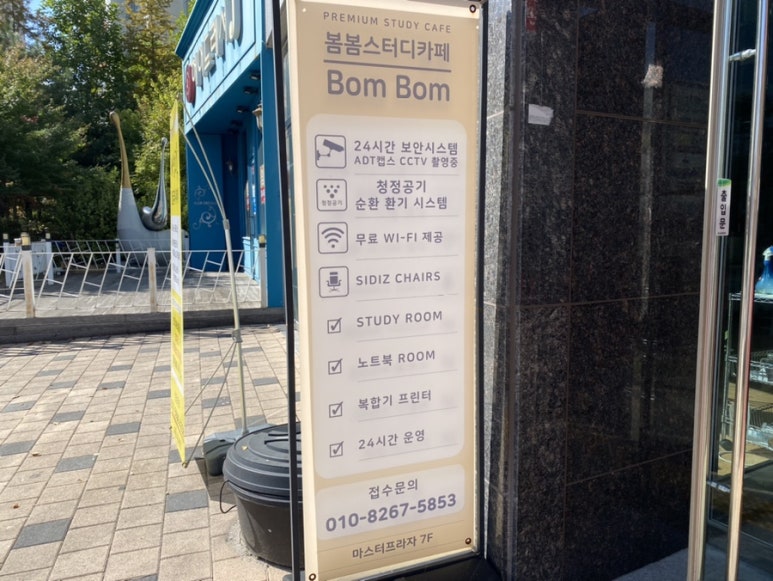 PREMIUM STUDY CAFE
봄봄스터디카페
Bom Bom
24시간 보안시스템
ADT캡스 CCTV 촬영중
청정공기
청정공기
순환 환기 시스템
무료 WI-FI 제공
SIDIZ CHAIRS
STUDY ROOM
노트북 ROOM
복합기 프린터
24시간 운영
접수문의
010-8267-5853
마스터프라자 7F
출입문